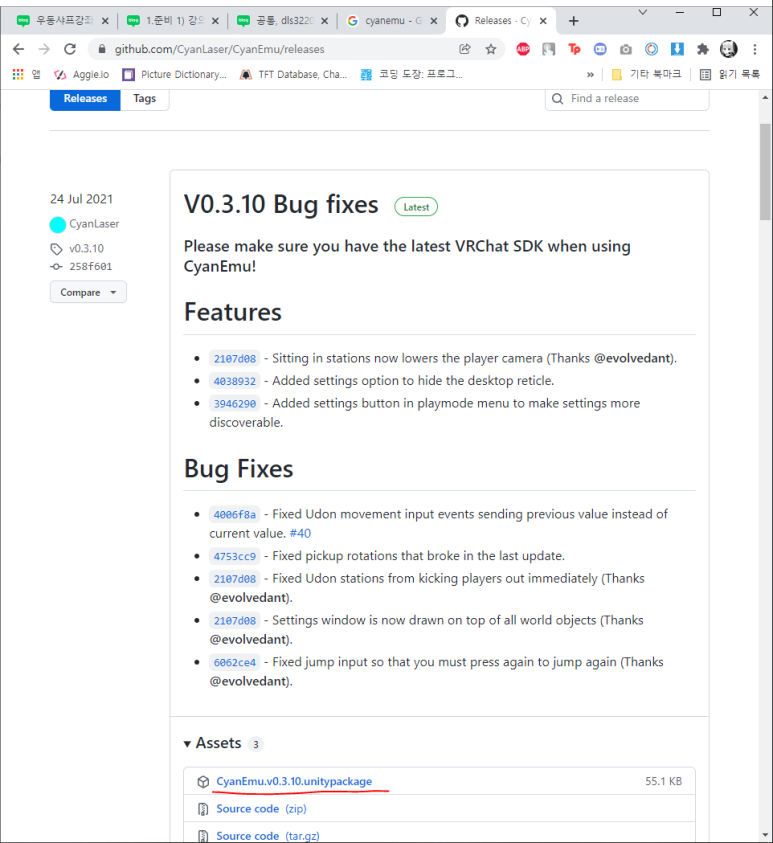 우동샤프강좌
1.준비 1) 강의
공통, dls3220
cyanemu - G
Releases · Cy
github.com/CyanLaser/CyanEmu/releases
앱
Aggie.io
Picture Dictionary...
TFT Database, Cha...
코딩 도장: 프로그...
»
기타 북마크
읽기 목록
Releases
Tags
Find a release
24 Jul 2021
CyanLaser
v0.3.10
258f601
Compare
V0.3.10 Bug fixes
Latest
Please make sure you have the latest VRChat SDK when using
CyanEmu!
Features
2107d08 - Sitting in stations now lowers the player camera (Thanks @evolvedant).
4038932 - Added settings option to hide the desktop reticle.
3946290 - Added settings button in playmode menu to make settings more
discoverable.
Bug Fixes
4006f8a - Fixed Udon movement input events sending previous value instead of
current value. #40
4753cc9 - Fixed pickup rotations that broke in the last update.
2107d08 - Fixed Udon stations from kicking players out immediately (Thanks
@evolvedant).
2107d08 - Settings window is now drawn on top of all world objects (Thanks
@evolvedant).
6062ce4 - Fixed jump input so that you must press again to jump again (Thanks
@evolvedant).
Assets 3
CyanEmu.v0.3.10.unitypackage
55.1 KB
Source code (zip)
Source code (tar.gz)